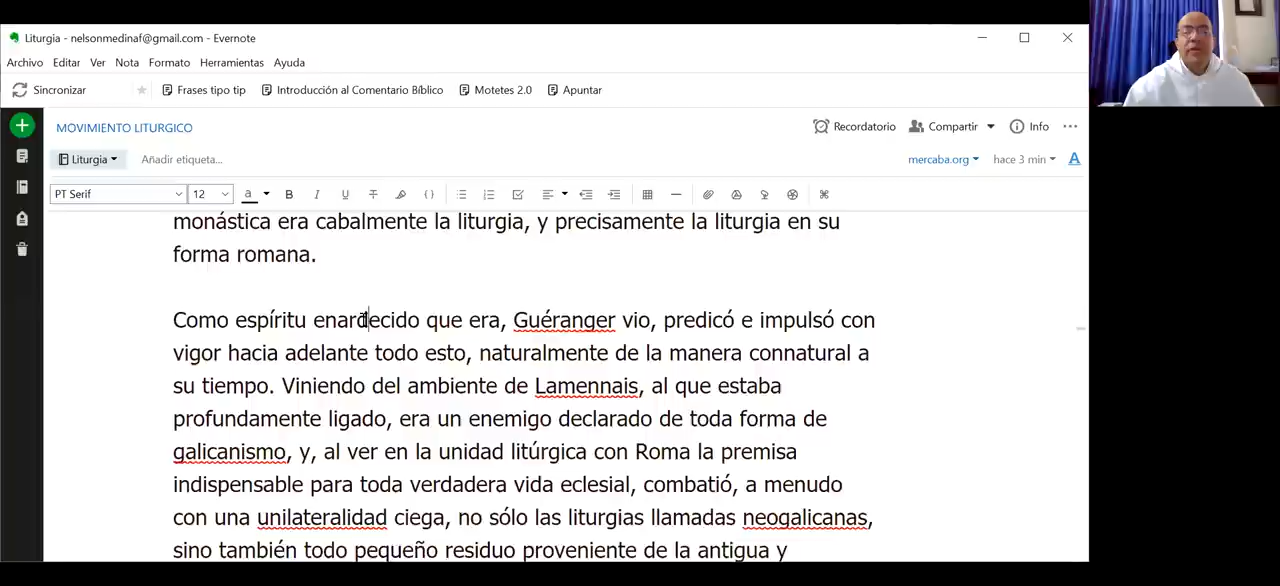 Liturgia - nelsonmedinaf@gmail.com - Evernote
Archivo Editar Ver Nota Formato Herramientas Ayuda
Sincronizar Frases tipo tip Introducción al Comentario Bíblico Motetes 2.0 Apuntar
MOVIMIENTO LITURGICO Recordatorio Compartir Info
Liturgia Añadir etiqueta... mercaba.org hace 3 min A
PT Serif 12 a B I U T
monástica era cabalmente la liturgia, y precisamente la liturgia en su
forma romana.
Como espíritu enardecido que era, Guéranger vio, predicó e impulsó con
vigor hacia adelante todo esto, naturalmente de la manera connatural a
su tiempo. Viniendo del ambiente de Lamennais, al que estaba
profundamente ligado, era un enemigo declarado de toda forma de
galicanismo, y, al ver en la unidad litúrgica con Roma la premisa
indispensable para toda verdadera vida eclesial, combatió, a menudo
con una unilateralidad ciega, no sólo las liturgias llamadas neogalicanas,
sino también todo pequeño residuo proveniente de la antigua y